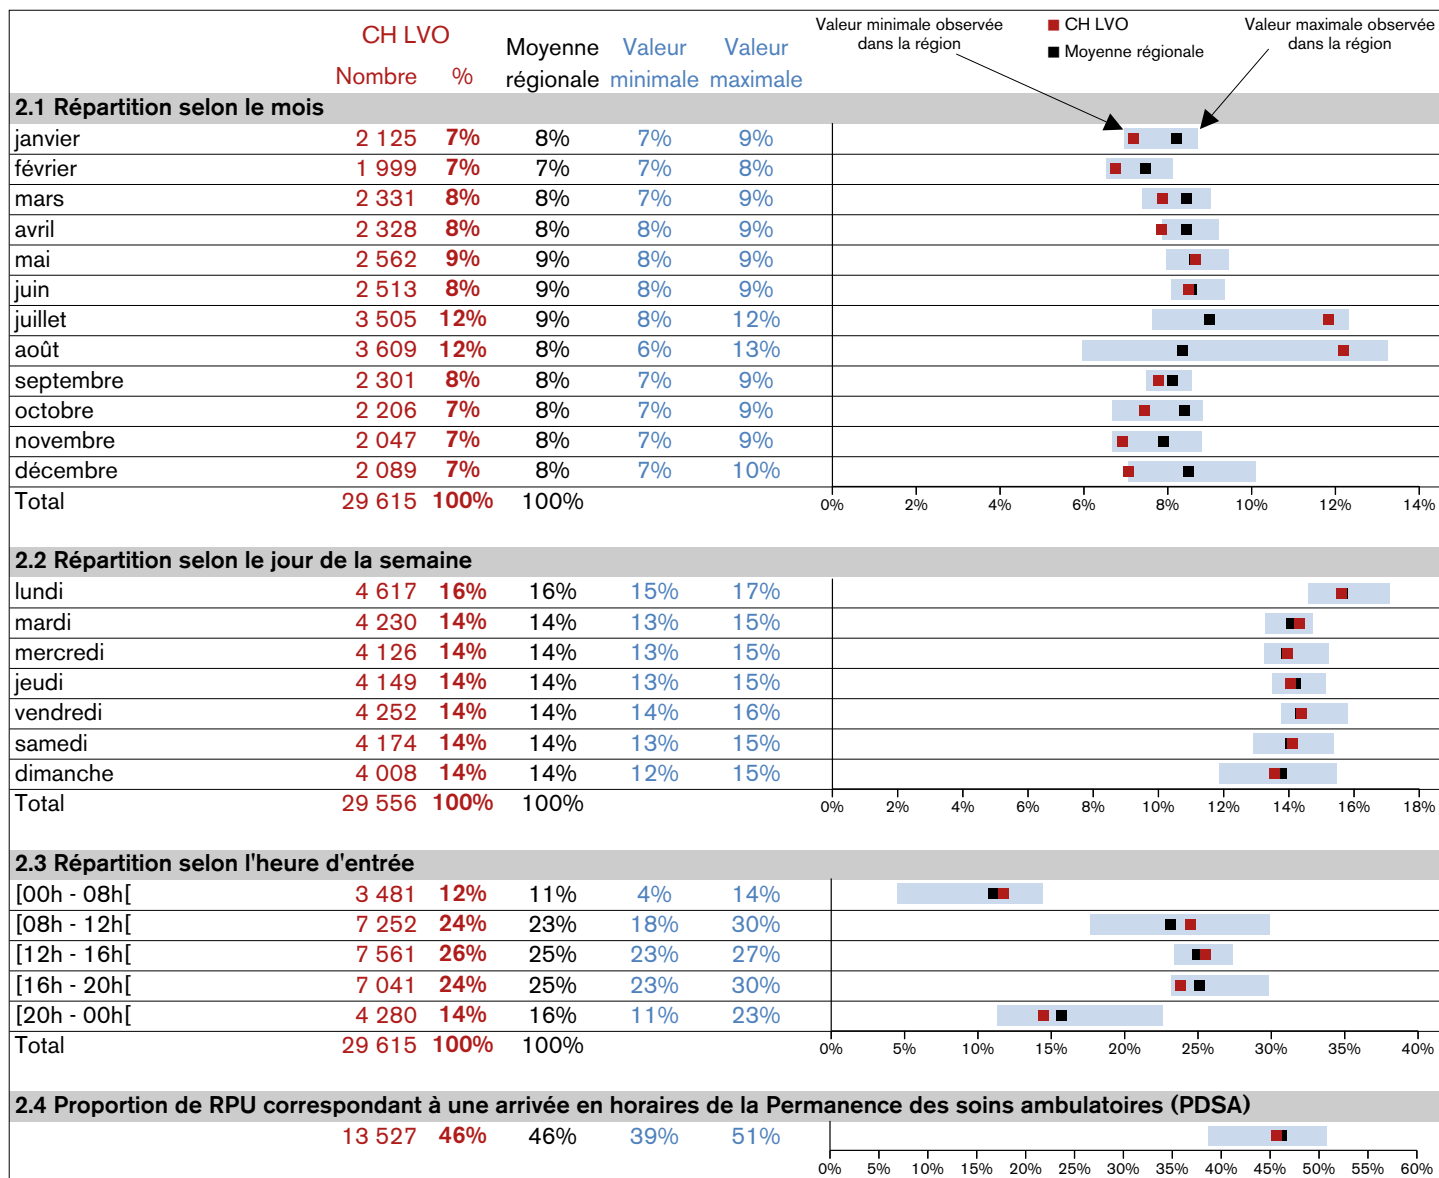 CH LVO
Nombre % Moyenne régionale Valeur minimale Valeur maximale
Valeur minimale observée dans la région
CH LVO
Moyenne régionale
Valeur maximale observée dans la région
2.1 Répartition selon le mois
janvier 2 125 7% 8% 7% 9%
février 1 999 7% 7% 7% 8%
mars 2 331 8% 8% 7% 9%
avril 2 328 8% 8% 8% 9%
mai 2 562 9% 9% 8% 9%
juin 2 513 8% 9% 8% 9%
juillet 3 505 12% 9% 8% 12%
août 3 609 12% 8% 6% 13%
septembre 2 301 8% 8% 7% 9%
octobre 2 206 7% 8% 7% 9%
novembre 2 047 7% 8% 7% 9%
décembre 2 089 7% 8% 7% 10%
Total 29 615 100% 100%
0% 2% 4% 6% 8% 10% 12% 14%
2.2 Répartition selon le jour de la semaine
lundi 4 617 16% 16% 15% 17%
mardi 4 230 14% 14% 13% 15%
mercredi 4 126 14% 14% 13% 15%
jeudi 4 149 14% 14% 13% 15%
vendredi 4 252 14% 14% 14% 16%
samedi 4 174 14% 14% 13% 15%
dimanche 4 008 14% 14% 12% 15%
Total 29 556 100% 100%
0% 2% 4% 6% 8% 10% 12% 14% 16% 18%
2.3 Répartition selon l'heure d'entrée
[00h - 08h[ 3 481 12% 11% 4% 14%
[08h - 12h[ 7 252 24% 23% 18% 30%
[12h - 16h[ 7 561 26% 25% 23% 27%
[16h - 20h[ 7 041 24% 25% 23% 30%
[20h - 00h[ 4 280 14% 16% 11% 23%
Total 29 615 100% 100%
0% 5% 10% 15% 20% 25% 30% 35% 40%
2.4 Proportion de RPU correspondant à une arrivée en horaires de la Permanence des soins ambulatoires (PDSA)
13 527 46% 46% 39% 51%
0% 5% 10% 15% 20% 25% 30% 35% 40% 45% 50% 55% 60%